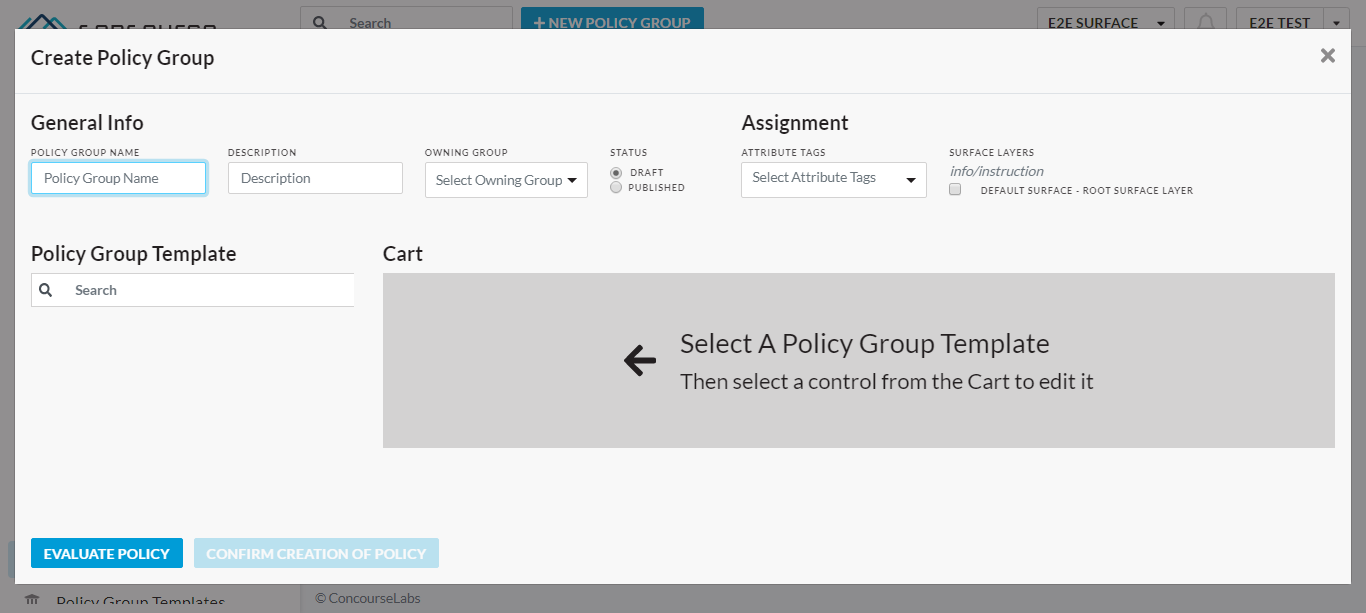 Search
+ NEW POLICY GROUP
E2E SURFACE
E2E TEST
Create Policy Group
General Info
Assignment
POLICY GROUP NAME
DESCRIPTION
OWNING GROUP
STATUS
ATTRIBUTE TAGS
SURFACE LAYERS
Policy Group Name
Description
Select Owning Group
DRAFT
PUBLISHED
Select Attribute Tags
info/instruction
DEFAULT SURFACE - ROOT SURFACE LAYER
Policy Group Template
Cart
Search
Select A Policy Group Template
Then select a control from the Cart to edit it
EVALUATE POLICY
CONFIRM CREATION OF POLICY
Policy Group Templates
© ConcourseLabs